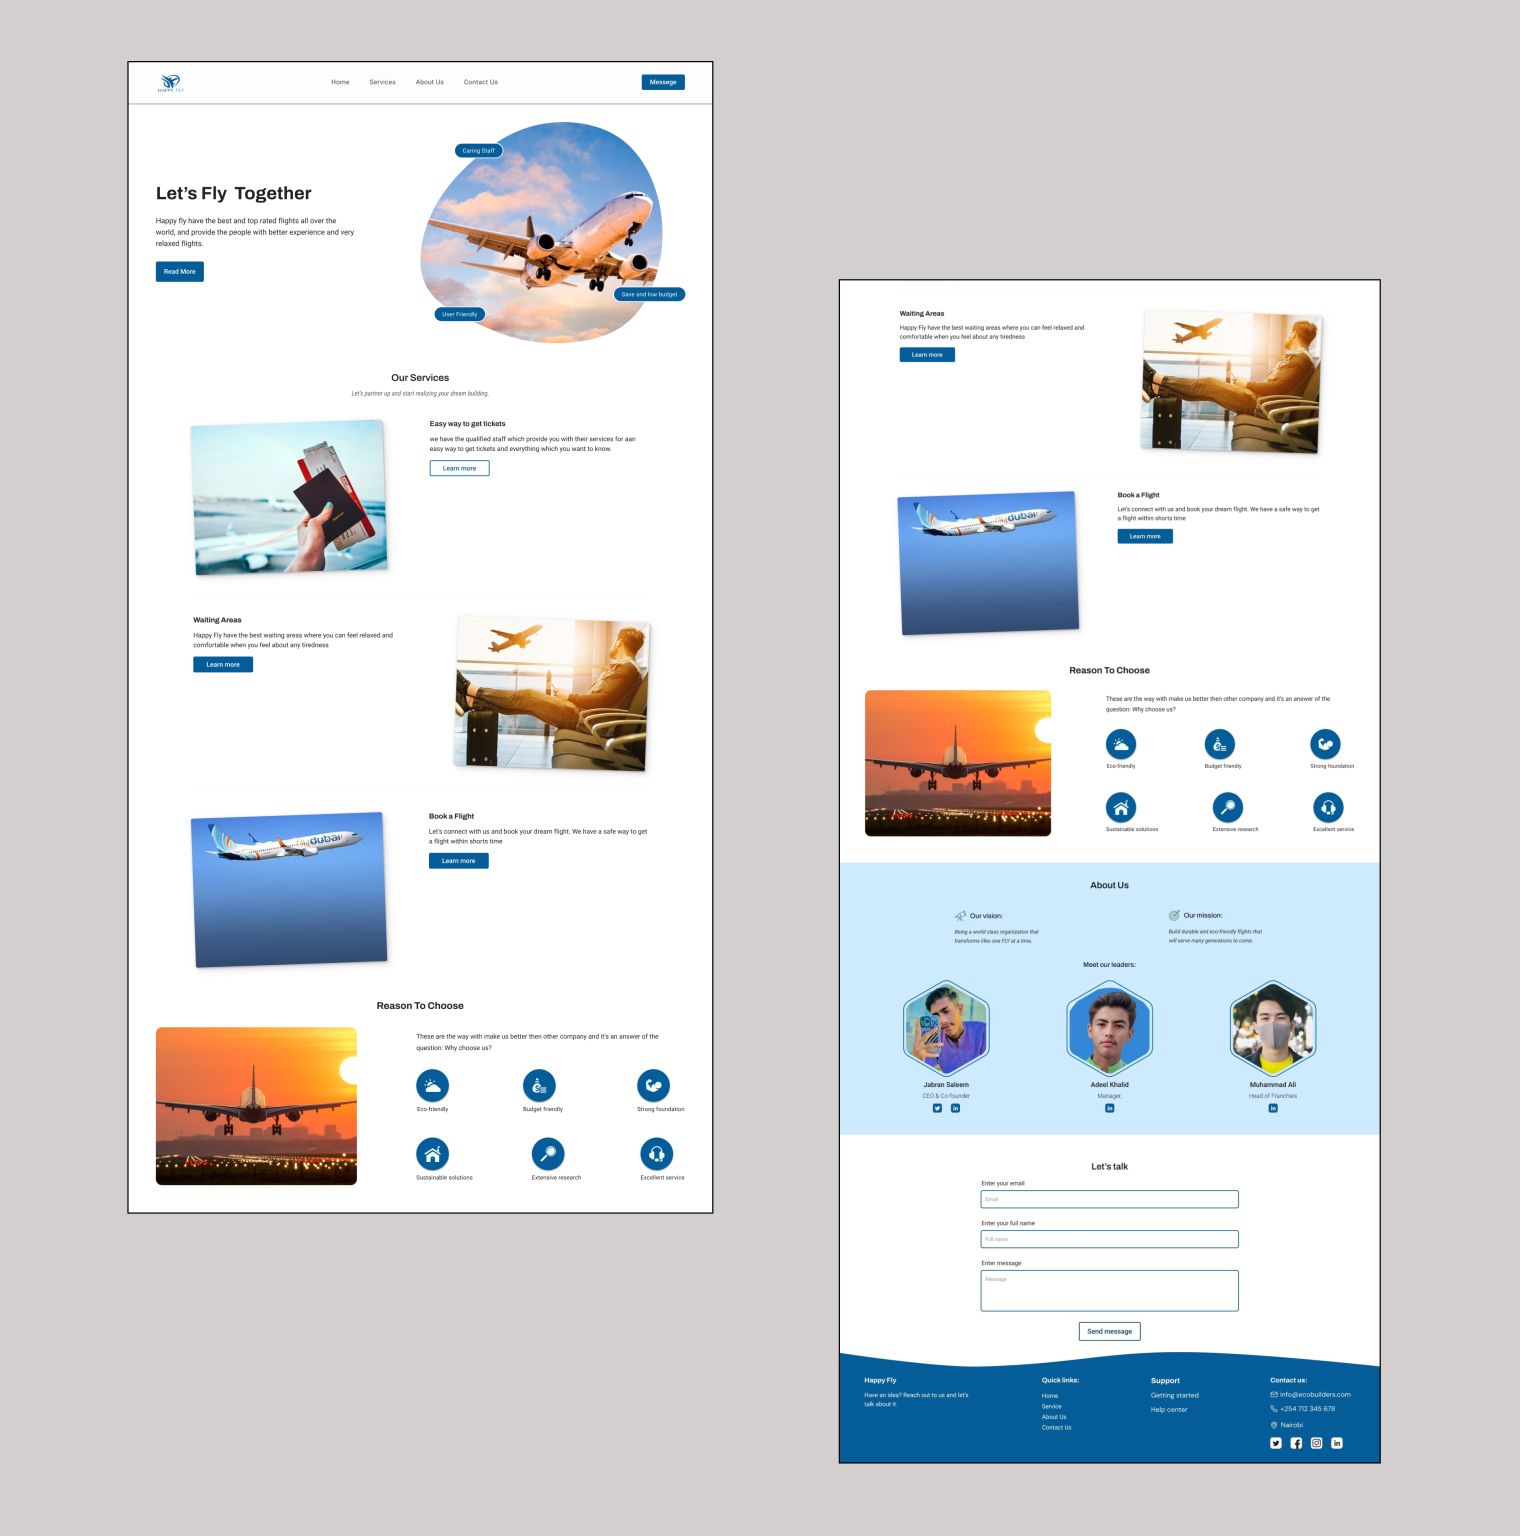 HAPPY FLY
Home Services About Us Contact Us
Messege
Caring Staff
Let's Fly Together
Happy fly have the best and top rated flights all over the
world, and provide the people with better experience and very
relaxed flights.
Read More
Save and low budget
User Friendly
Our Services
Let's partner up and start realizing your dream building.
Easy way to get tickets
we have the qualified staff which provide you with their services for aan
easy way to get tickets and everything which you want to know.
Learn more
Waiting Areas
Happy Fly have the best waiting areas where you can feel relaxed and
comfortable when you feel about any tiredness
Learn more
dubai
Book a Flight
Let's connect with us and book your dream flight. We have a safe way to get
a flight within shorts time
Learn more
Reason To Choose
These are the way with make us better then other company and it's an answer of the
question: Why choose us?
Eco-friendly
Budget friendly
Strong foundation
Sustainable solutions
Extensive research
Excellent service
Waiting Areas
Happy Fly have the best waiting areas where you can feel relaxed and
comfortable when you feel about any tiredness
Learn more
dubai
Book a Flight
Let's connect with us and book your dream flight. We have a safe way to get
a flight within shorts time
Learn more
Reason To Choose
These are the way with make us better then other company and it's an answer of the
question: Why choose us?
Eco-friendly
Budget friendly
Strong foundation
Sustainable solutions
Extensive research
Excellent service
About Us
Our vision:
Being a world class organization that
transforms lifes one FLY at a time.
Our mission:
Build durable and eco-friendly flights that
will serve many generations to come.
Meet our leaders:
Jabran Saleem
CEO & Co-founder
Adeel Khalid
Manager,
Muhammad Ali
Head of Franchies
Let's talk
Enter your email
Email
Enter your full name
Full name
Enter message
Message
Send message
Happy Fly
Have an idea? Reach out to us and let's
talk about it.
Quick links:
Home
Service
About Us
Contact Us
Support
Getting started
Help center
Contact us:
info@ecobuilders.com
+254 712 345 678
Nairobi